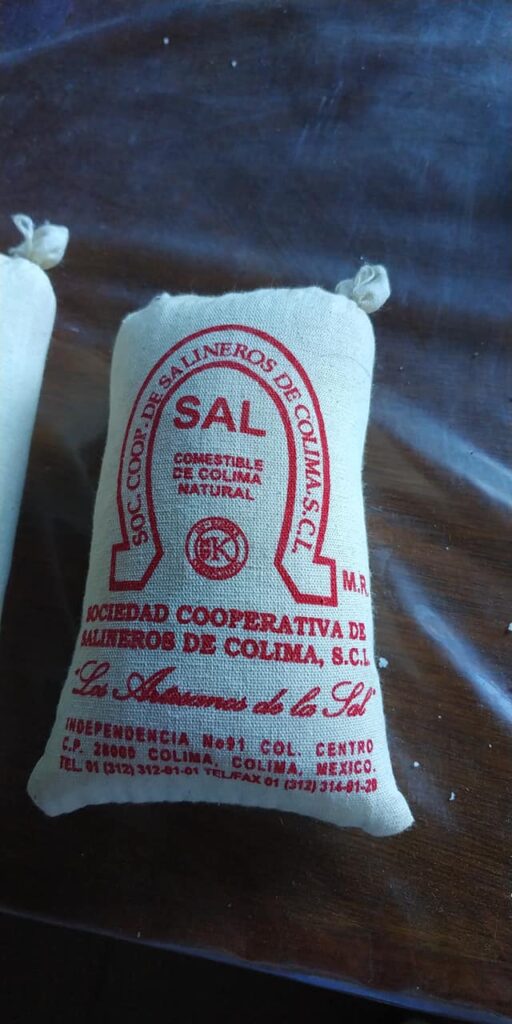 SOC. COOP. DE SALINEROS DE COLIMA. S.C.L
SAL
COMESTIBLE
DE COLIMA
NATURAL
K
M.R.
SOCIEDAD COOPERATIVA DE
SALINEROS DE COLIMA, S.C.L
"Los Artesanos de la Sal"
INDEPENDENCIA No91 COL. CENTRO
C.P. 28000 COLIMA, COLIMA, MEXICO.
TEL. 01 (312) 312-01-01 TEL/FAX 01 (312) 314-81-20